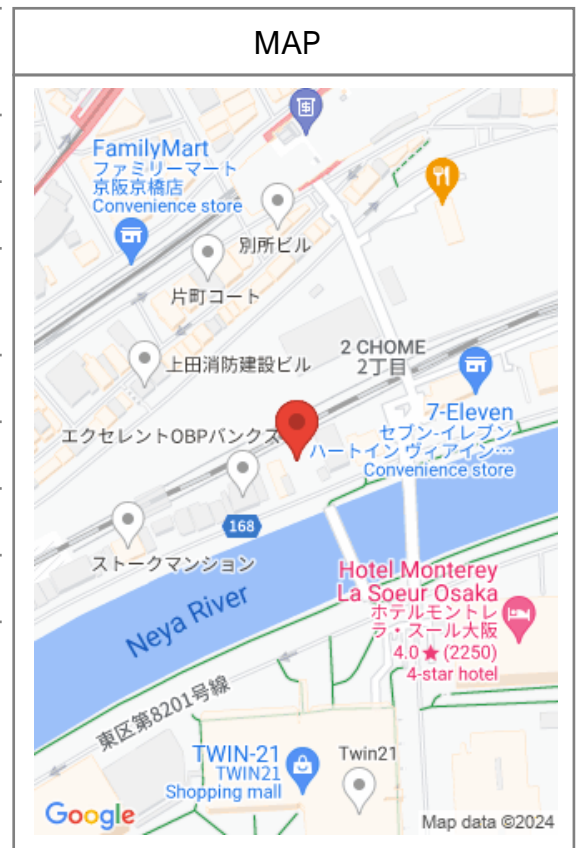 MAP
FamilyMart
ファミリーマート
京阪京橋店
Convenience store
別所ビル
片町コート
2 CHOME
2丁目
上田消防建設ビル
7-Eleven
セブン-イレブン
ハートイン ヴィアイン…
Convenience store
エクセレントOBPバンクス
168
ストークマンション
Hotel Monterey
La Soeur Osaka
ホテルモントレ
ラ・スール大阪
4.0★(2250)
4-star hotel
Neya River
東区第8201号線
TWIN-21
TWIN21
Shopping mall
Twin21
Google
Map data ©2024